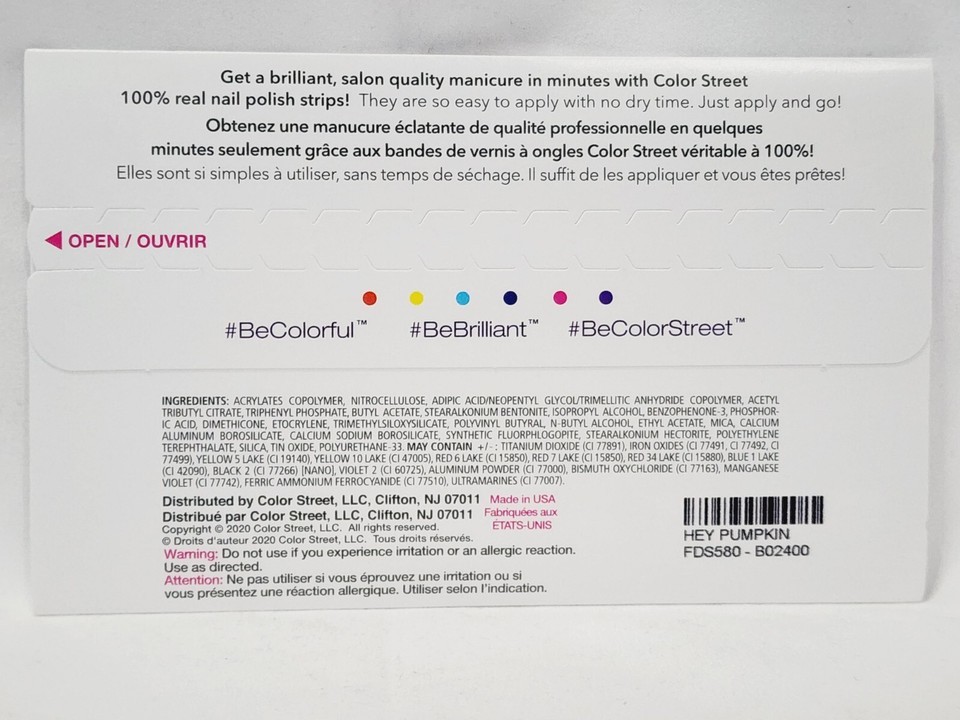 Get a brilliant, salon quality manicure in minutes with Color Street
100% real nail polish strips! They are so easy to apply with no dry time. Just apply and go!
Obtenez une manucure éclatante de qualité professionnelle en quelques
minutes seulement grâce aux bandes de vernis à ongles Color Street véritable à 100%!
Elles sont si simples à utiliser, sans temps de séchage. Il suffit de les appliquer et vous êtes prêtes!
OPEN / OUVRIR
#BeColorful™ #BeBrilliant™ #BeColorStreet™
INGREDIENTS: ACRYLATES COPOLYMER, NITROCELLULOSE, ADIPIC ACID/NEOPENTYL GLYCOL/TRIMELLITIC ANHYDRIDE COPOLYMER, ACETYL
TRIBUTYL CITRATE, TRIPHENYL PHOSPHATE, BUTYL ACETATE, STEARALKONIUM BENTONITE, ISOPROPYL ALCOHOL, BENZOPHENONE-3, PHOSPHOR-
IC ACID, DIMETHICONE, ETOCRYLENE, TRIMETHYLSILOXYSILICATE, POLYVINYL BUTYRAL, N-BUTYL ALCOHOL, ETHYL ACETATE, MICA, CALCIUM
ALUMINUM BOROSILICATE, CALCIUM SODIUM BOROSILICATE, SYNTHETIC FLUORPHLOGOPITE, STEARALKONIUM HECTORITE, POLYETHYLENE
TEREPHTHALATE, SILICA, TIN OXIDE, POLYURETHANE-33. MAY CONTAIN +/- : TITANIUM DIOXIDE (CI 77891), IRON OXIDES (CI 77491, CI 77492, CI
77499), YELLOW 5 LAKE (CI 19140), YELLOW 10 LAKE (CI 47005), RED 6 LAKE (CI 15850), RED 7 LAKE (CI 15850), RED 34 LAKE (CI 15880), BLUE 1 LAKE
(CI 42090), BLACK 2 (CI 77266) [NANO], VIOLET 2 (CI 60725), ALUMINUM POWDER (CI 77000), BISMUTH OXYCHLORIDE (CI 77163), MANGANESE
VIOLET (CI 77742), FERRIC AMMONIUM FERROCYANIDE (CI 77510), ULTRAMARINES (CI 77007).
Distributed by Color Street, LLC, Clifton, NJ 07011
Distribué par Color Street, LLC, Clifton, NJ 07011
Made in USA
Fabriquées aux
ÉTATS-UNIS
Copyright © 2020 Color Street, LLC. All rights reserved.
© Droits d'auteur 2020 Color Street, LLC. Tous droits réservés.
Warning: Do not use if you experience irritation or an allergic reaction.
Use as directed.
Attention: Ne pas utiliser si vous éprouvez une irritation ou si
vous présentez une réaction allergique. Utiliser selon l'indication.
HEY PUMPKIN
FDS580 - B02400